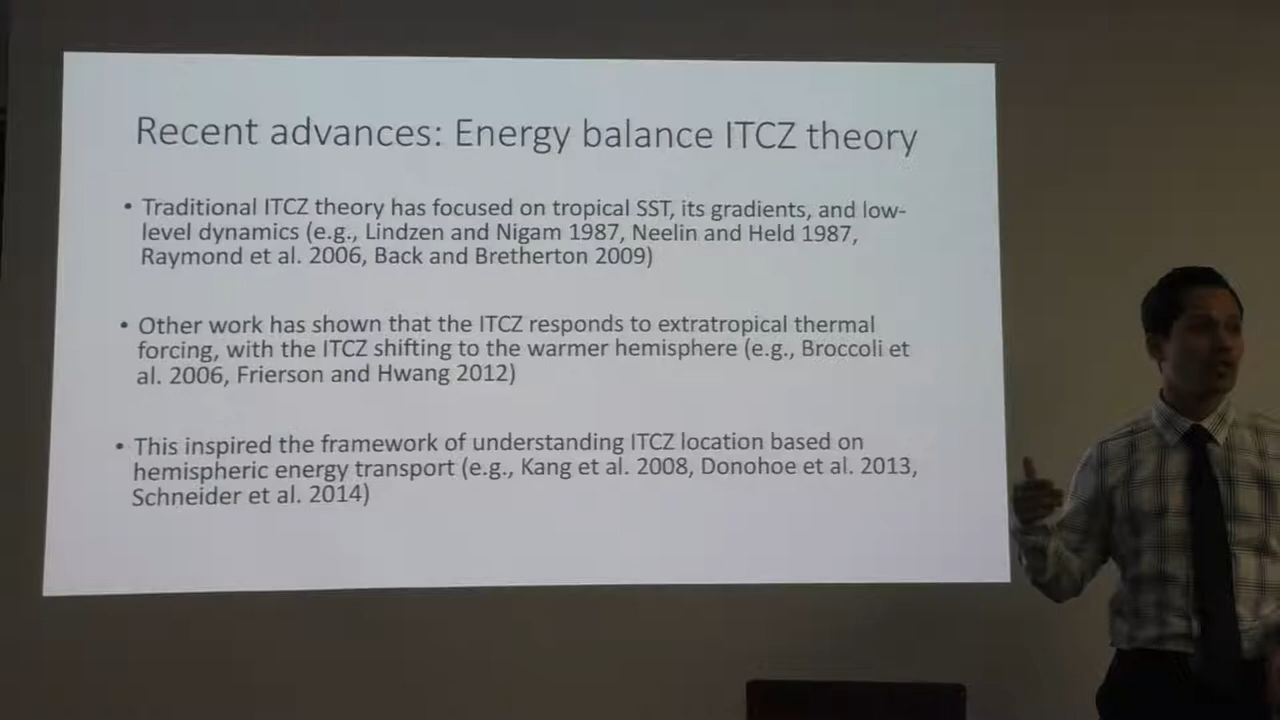 Recent advances: Energy balance ITCZ theory
• Traditional ITCZ theory has focused on tropical SST, its gradients, and low-
level dynamics (e.g., Lindzen and Nigam 1987, Neelin and Held 1987,
Raymond et al. 2006, Back and Bretherton 2009)
• Other work has shown that the ITCZ responds to extratropical thermal
forcing, with the ITCZ shifting to the warmer hemisphere (e.g., Broccoli et
al. 2006, Frierson and Hwang 2012)
• This inspired the framework of understanding ITCZ location based on
hemispheric energy transport (e.g., Kang et al. 2008, Donohoe et al. 2013,
Schneider et al. 2014)